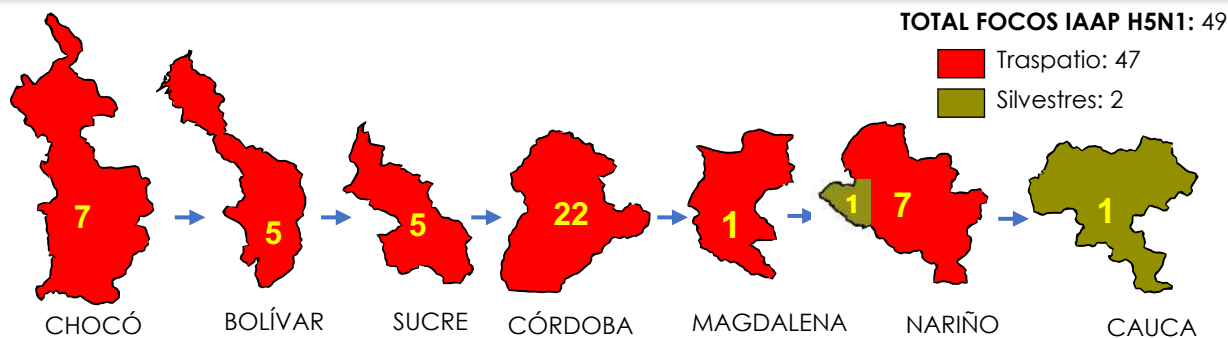 TOTAL FOCOS IAAP H5N1: 49
Traspatio: 47
Silvestres: 2
7
5
5
22
1
1
7
1
CHOCÓ
BOLÍVAR
SUCRE
CÓRDOBA
MAGDALENA
NARIÑO
CAUCA